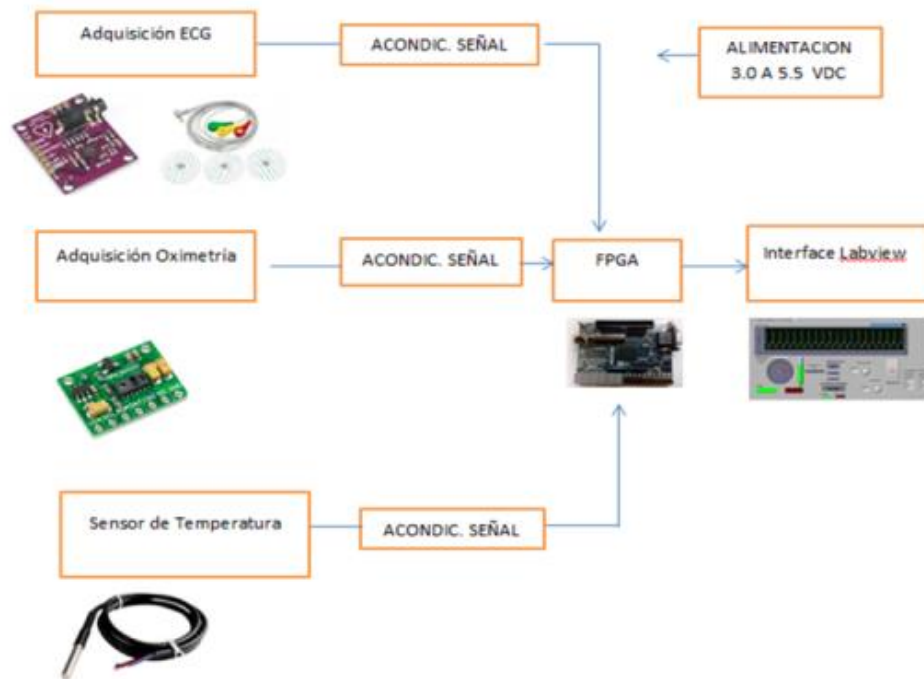 Adquisición ECG
ACONDIC. SEÑAL
ALIMENTACION
3.0 A 5.5 VDC
Adquisición Oximetría
ACONDIC. SEÑAL
FPGA
Interface Labview
Sensor de Temperatura
ACONDIC. SEÑAL